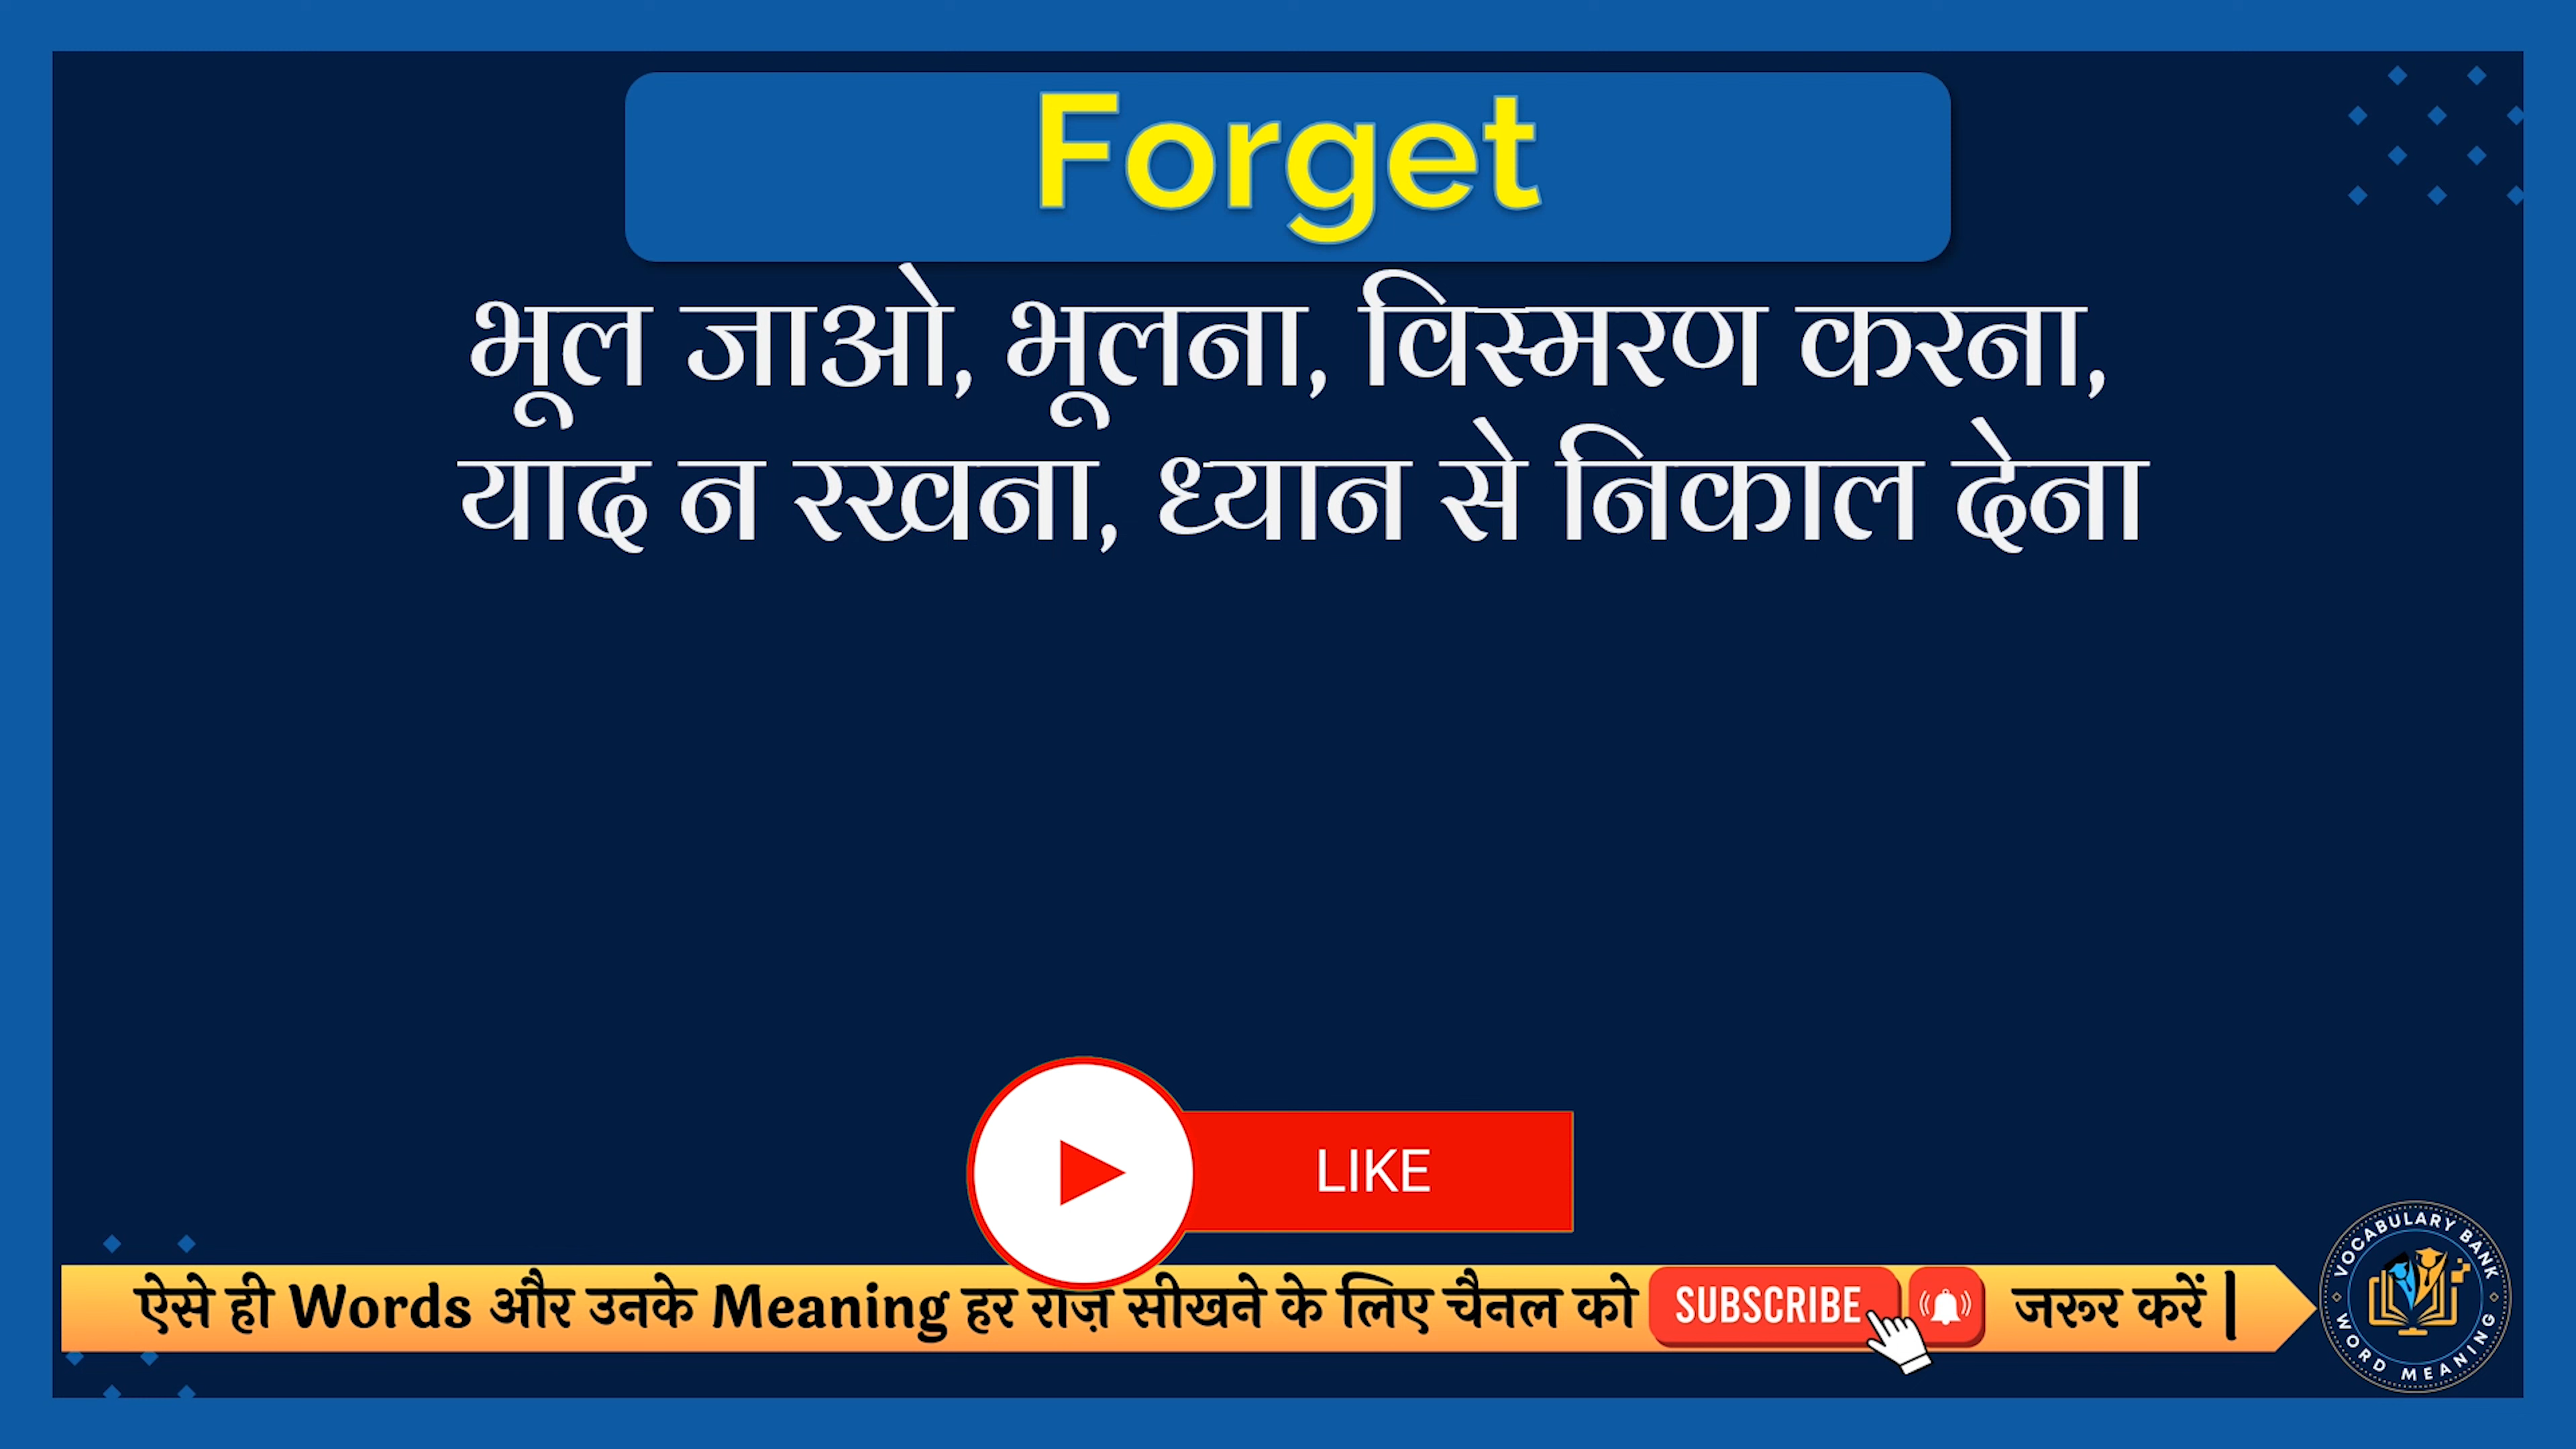 Forget
भूल जाओ, भूलना, विस्मरण करना,
याद न रखना, ध्यान से निकाल देना
LIKE
ऐसे ही Words और उनके Meaning हर राज़ सीखने के लिए चैनल को SUBSCRIBE जरूर करें |
VOCABULARY BANK
WORD MEANING